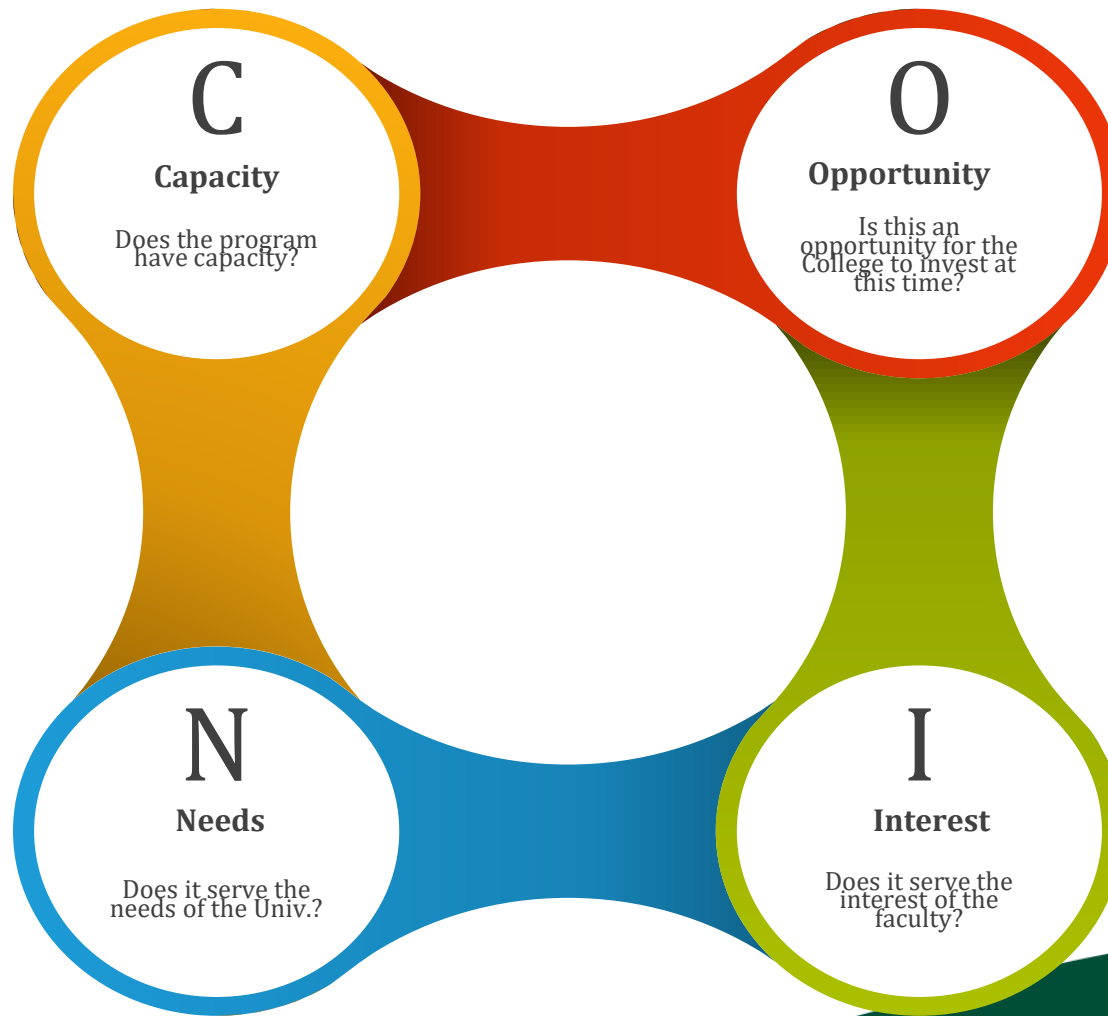 C
Capacity
Does the program
have capacity?
O
Opportunity
Is this an
opportunity for the
College to invest at
this time?
N
Needs
Does it serve the
needs of the Univ.?
I
Interest
Does it serve the
interest of the
faculty?